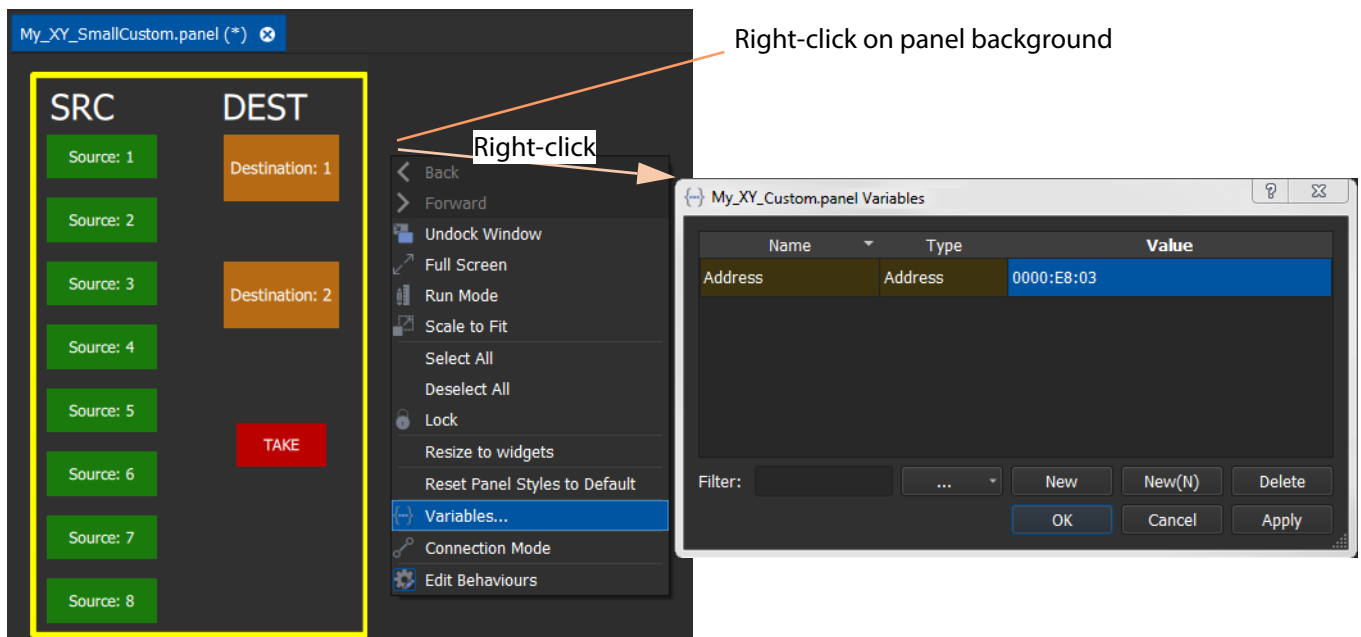 My_XY_SmallCustom.panel (*)
Right-click on panel background
SRC
DEST
Source: 1
Source: 2
Source: 3
Source: 4
Source: 5
Source: 6
Source: 7
Source: 8
Destination: 1
Destination: 2
TAKE
Right-click
Back
Forward
Undock Window
Full Screen
Run Mode
Scale to Fit
Select All
Deselect All
Lock
Resize to widgets
Reset Panel Styles to Default
Variables...
Connection Mode
Edit Behaviours
My_XY_Custom.panel Variables
Name Type Value
Address Address 0000:E8:03
Filter: ... New New(N) Delete
OK Cancel Apply